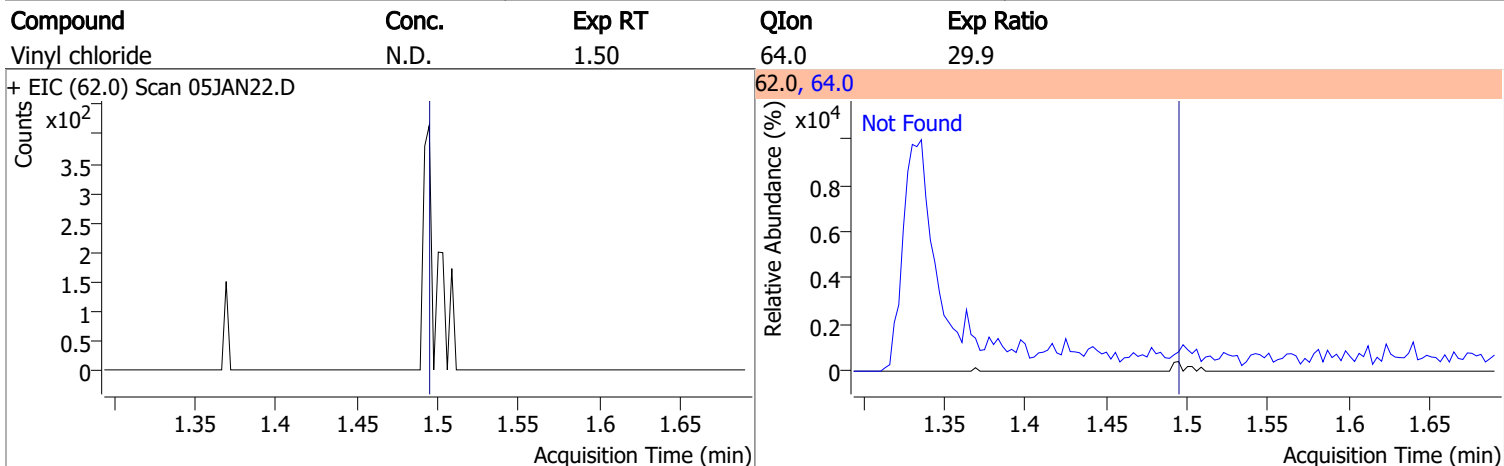 Compound Conc. Exp RT QIon Exp Ratio
Vinyl chloride N.D. 1.50 64.0 29.9
+ EIC (62.0) Scan 05JAN22.D
Counts
x10²
3.5
3
2.5
2
1.5
1
0.5
0
1.35 1.4 1.45 1.5 1.55 1.6 1.65
Acquisition Time (min)
62.0, 64.0
Relative Abundance (%)
x10⁴
Not Found
0.8
0.6
0.4
0.2
0
1.35 1.4 1.45 1.5 1.55 1.6 1.65
Acquisition Time (min)